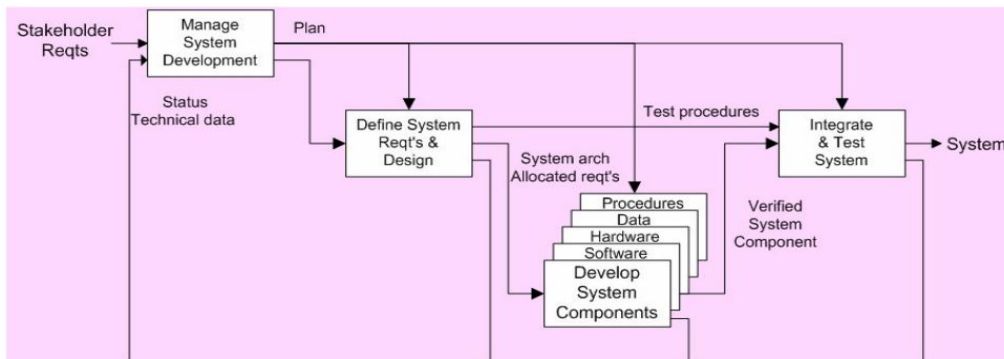 Stakeholder
Reqts
Manage
System
Development
Plan
Status
Technical data
Define System
Reqt's &
Design
Test procedures
Integrate
& Test
System
System
System arch
Allocated reqt's
Procedures
Data
Hardware
Software
Develop
System
Components
Verified
System
Component